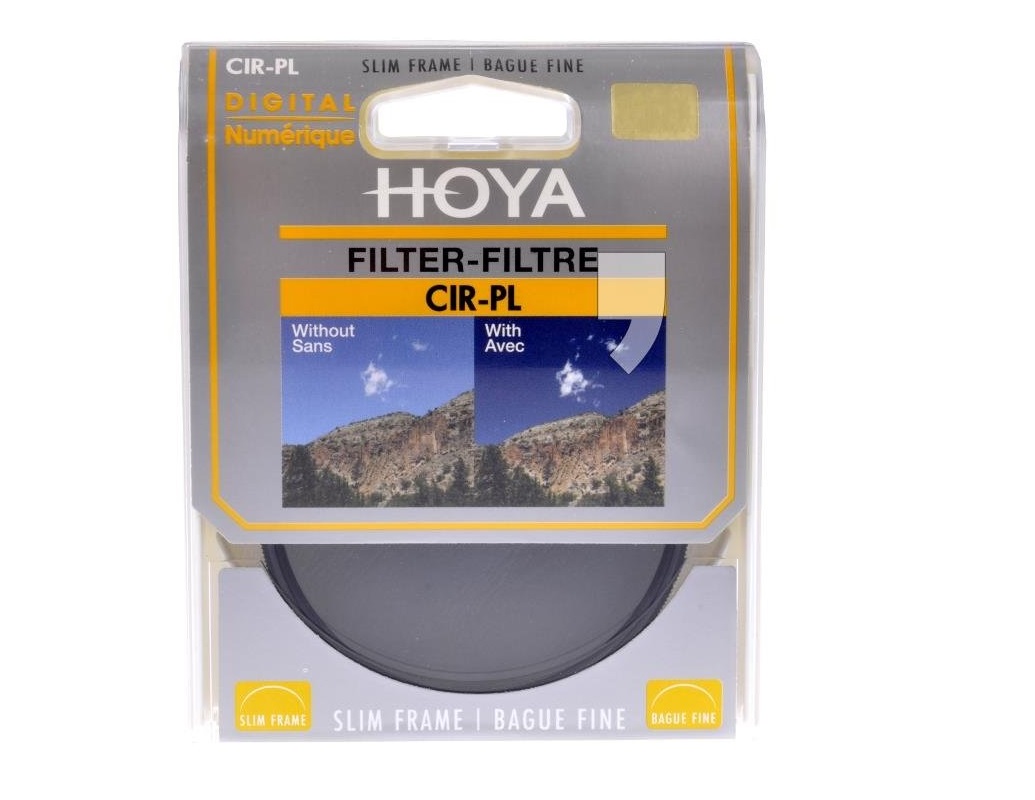 CIR-PL
SLIM FRAME | BAGUE FINE
DiGITAL
Numérique
HOYA
FILTER-FILTRE
CIR-PL
Without
Sans
With
Avec
SLIM FRAME
SLIM FRAME | BAGUE FINE
BAGUE FINE